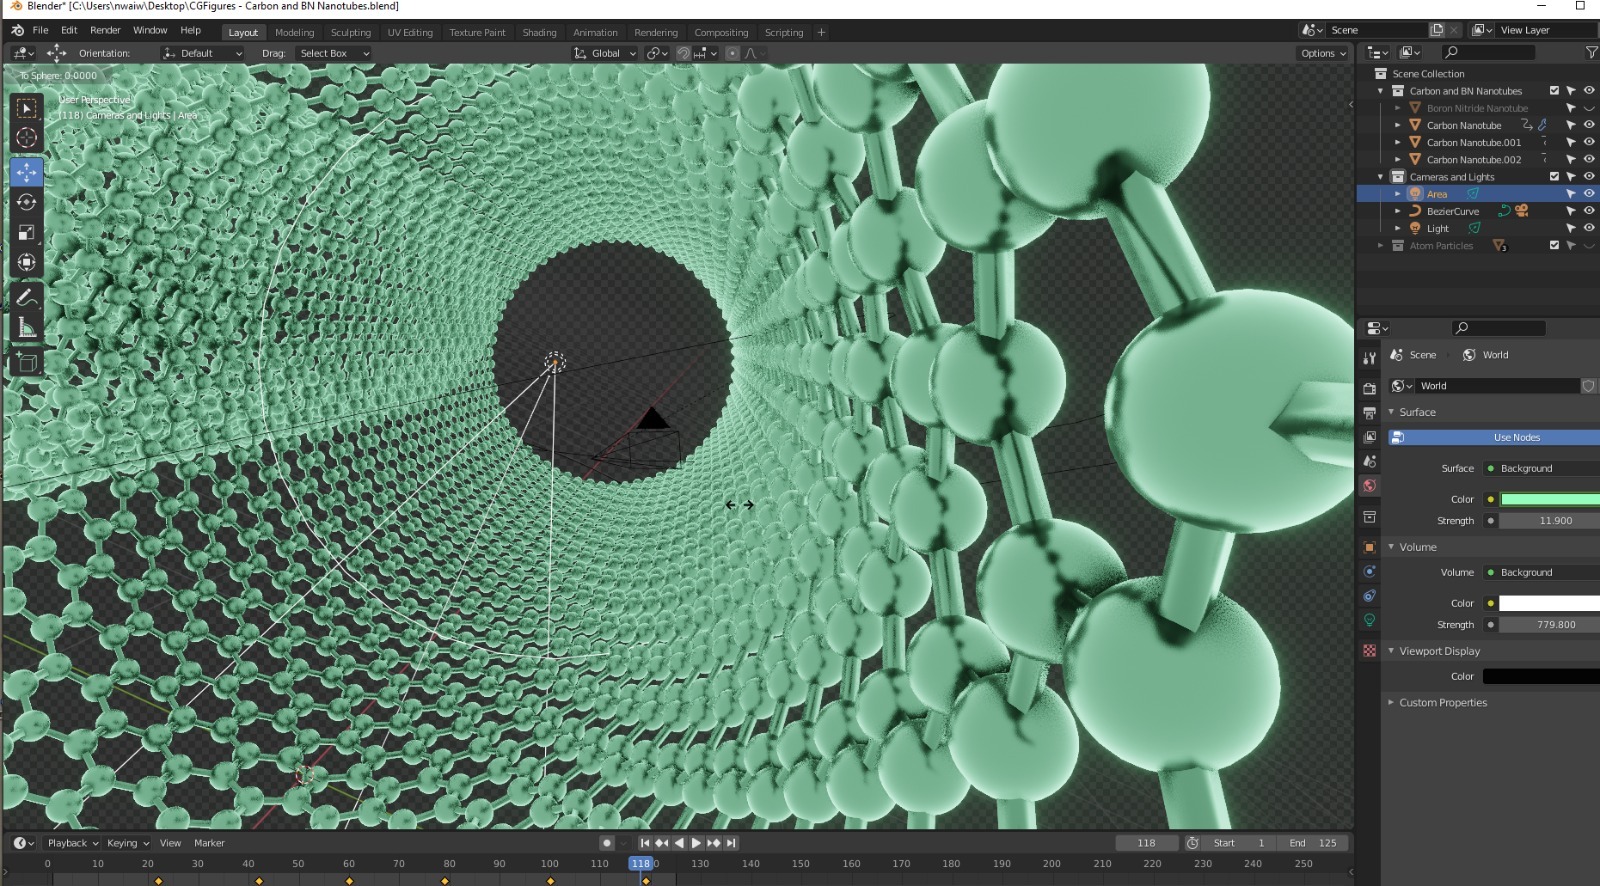 Blender* [C:\Users\nwaiw\Desktop\CGFigures - Carbon and BN Nanotubes.blend]
File Edit Render Window Help Layout Modeling Sculpting UV Editing Texture Paint Shading Animation Rendering Compositing Scripting + Scene View Layer
Orientation: Default Drag: Select Box Global Options
To Sphere: 0.0000
User Perspective
(118) Cameras and Lights | Area
Scene Collection
Carbon and BN Nanotubes
Boron Nitride Nanotube
Carbon Nanotube
Carbon Nanotube.001
Carbon Nanotube.002
Cameras and Lights
Area
BezierCurve
Light
Atom Particles 3
Scene World
World
Surface
Use Nodes
Surface Background
Color
Strength 11.900
Volume
Volume Background
Color
Strength 779.800
Viewport Display
Color
Custom Properties
Playback Keying View Marker 118 Start 1 End 125
0 10 20 30 40 50 60 70 80 90 100 110 118 130 140 150 160 170 180 190 200 210 220 230 240 250